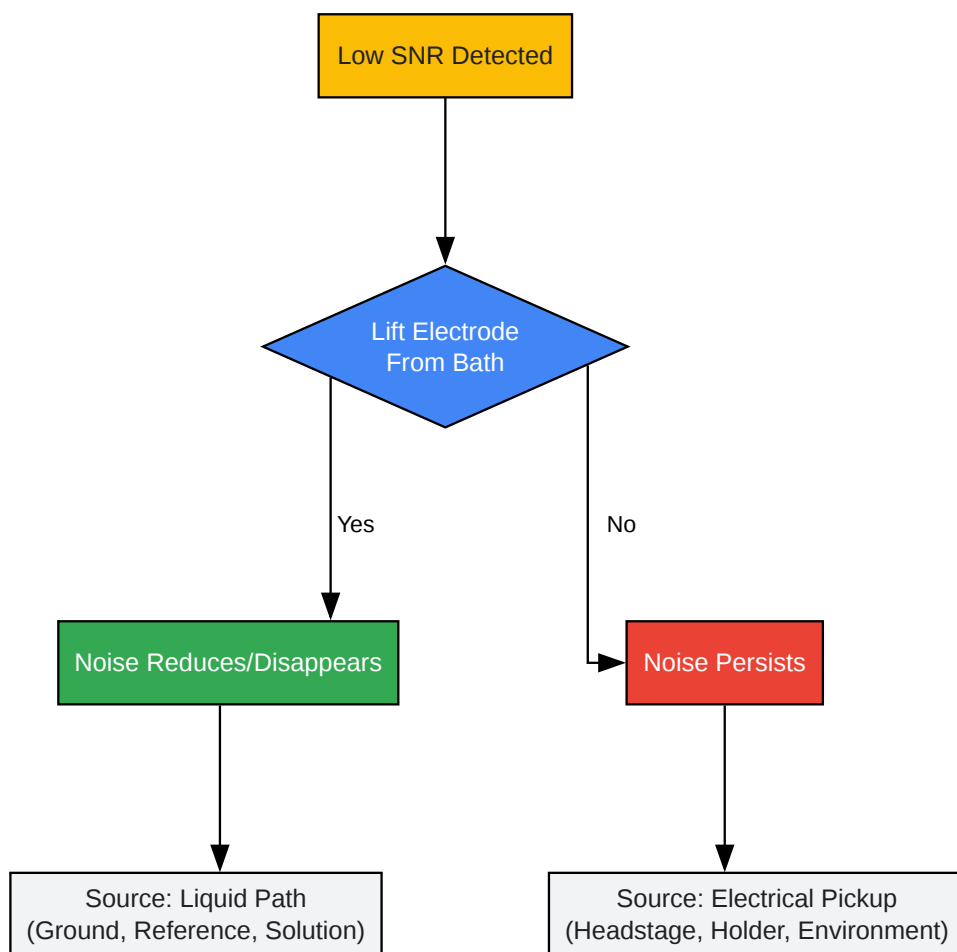 Low SNR Detected
Lift Electrode
From Bath
Yes
No
Noise Reduces/Disappears
Noise Persists
Source: Liquid Path
(Ground, Reference, Solution)
Source: Electrical Pickup
(Headstage, Holder, Environment)